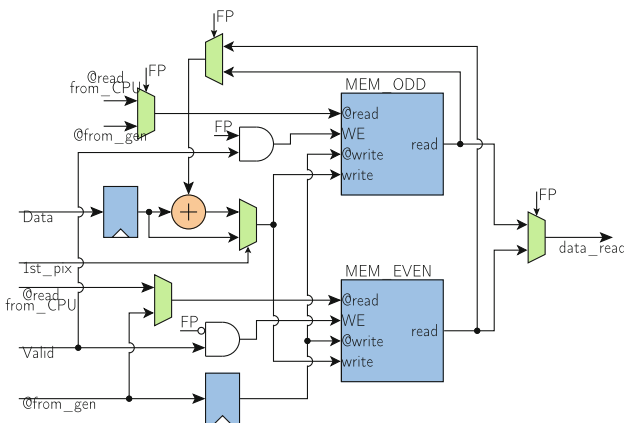 FP
@read
from_CPU
FP
MEM_ODD
@from_gen
FP
@read
WE
@write
write
read
Data
+
FP
data_read
1st_pix
MEM_EVEN
@read
from_CPU
FP
@read
WE
@write
write
read
Valid
@from_gen